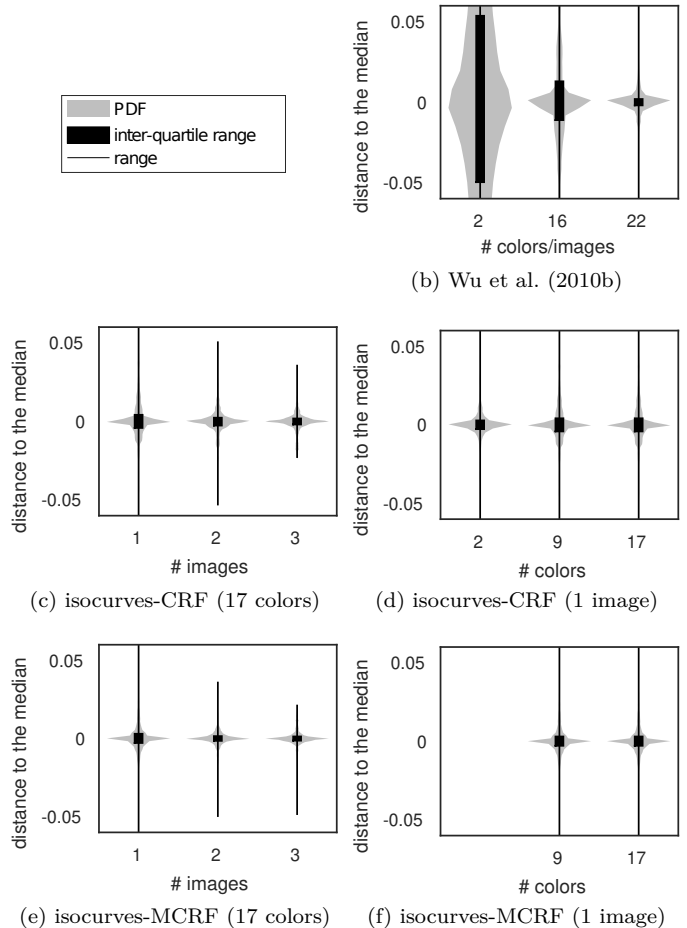 PDF
inter-quartile range
range
distance to the median
0.05
0
-0.05
2 16 22
# colors/images
(b) Wu et al. (2010b)
distance to the median
0.05
0
-0.05
1 2 3
# images
(c) isocurves-CRF (17 colors)
distance to the median
0.05
0
-0.05
2 9 17
# colors
(d) isocurves-CRF (1 image)
distance to the median
0.05
0
-0.05
1 2 3
# images
(e) isocurves-MCRF (17 colors)
distance to the median
0.05
0
-0.05
9 17
# colors
(f) isocurves-MCRF (1 image)